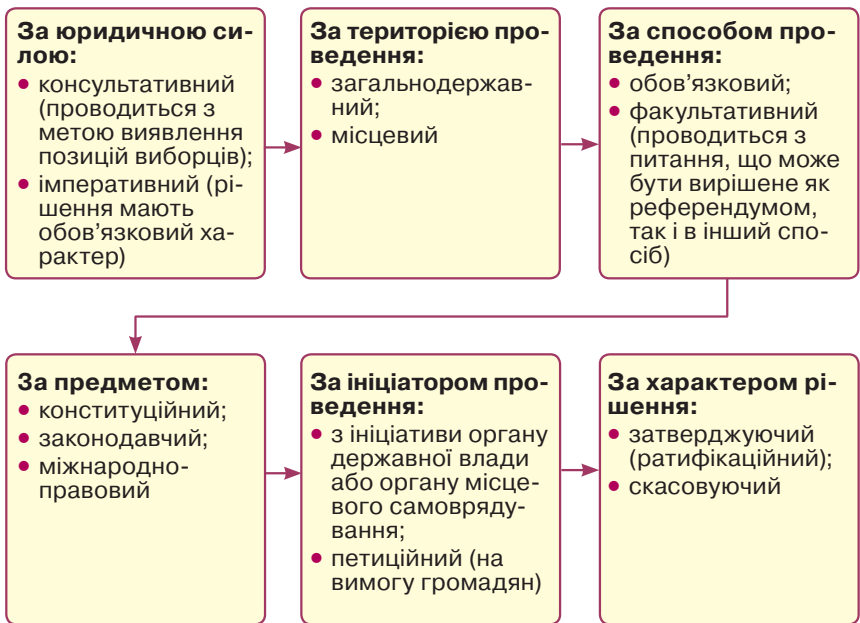 За юридичною си-
лою:
• консультативний
(проводиться з
метою виявлення
позицій виборців);
• імперативний (рі-
шення мають
обов’язковий ха-
рактер)
За територією про-
ведення:
• загальнодержав-
ний;
• місцевий
За способом про-
ведення:
• обов’язковий;
• факультативний
(проводиться з
питання, що може
бути вирішене як
референдумом,
так і в інший спо-
сіб)
За предметом:
• конституційний;
• законодавчий;
• міжнародно-
правовий
За ініціатором про-
ведення:
• з ініціативи органу
державної влади
або органу місце-
вого самовряду-
вання;
• петиційний (на
вимогу громадян)
За характером рі-
шення:
• затверджуючий
(ратифікаційний);
• скасовуючий